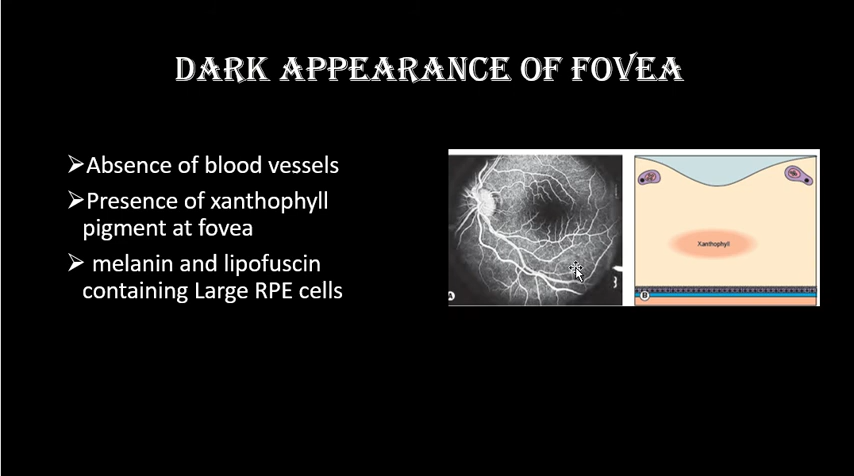 DARK APPEARANCE OF FOVEA
➢Absence of blood vessels
➢Presence of xanthophyll
pigment at fovea
➢ melanin and lipofuscin
containing Large RPE cells
Xanthophyll
A
B